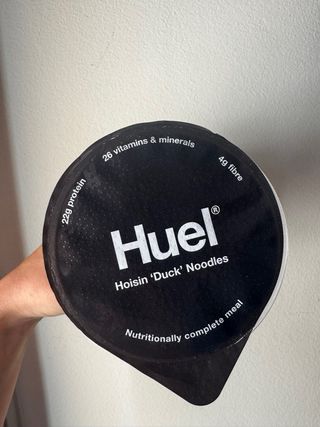 22g protein
26 vitamins & minerals
4g fibre
Huel®
Hoisin ‘Duck’ Noodles
Nutritionally complete meal